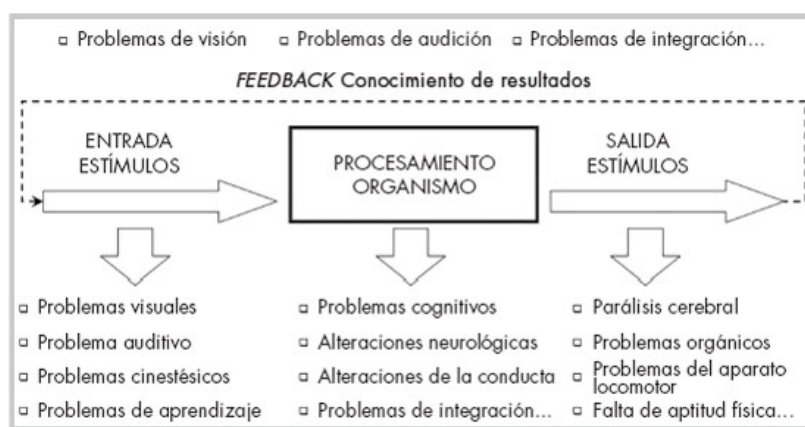 Problemas de visión Problemas de audición Problemas de integración...
FEEDBACK Conocimiento de resultados
ENTRADA
ESTÍMULOS
PROCESAMIENTO
ORGANISMO
SALIDA
ESTÍMULOS
Problemas visuales
Problema auditivo
Problemas cinestésicos
Problemas de aprendizaje
Problemas cognitivos
Alteraciones neurológicas
Alteraciones de la conducta
Problemas de integración...
Parálisis cerebral
Problemas orgánicos
Problemas del aparato
locomotor
Falta de aptitud física...